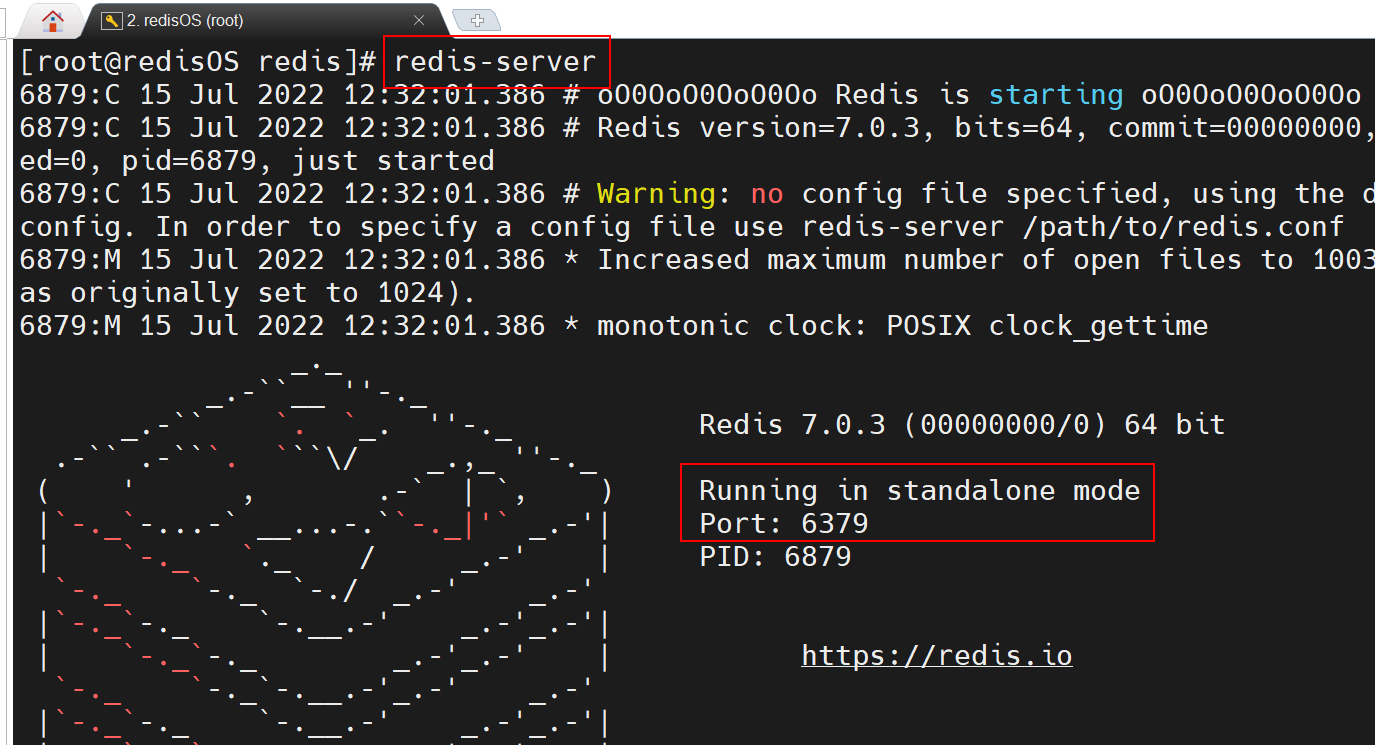 2. redisOS (root)
[root@redisOS redis]# redis-server
6879:C 15 Jul 2022 12:32:01.386 # oO0OoO0OoO0Oo Redis is starting oO0OoO0OoO0Oo
6879:C 15 Jul 2022 12:32:01.386 # Redis version=7.0.3, bits=64, commit=00000000,
ed=0, pid=6879, just started
6879:C 15 Jul 2022 12:32:01.386 # Warning: no config file specified, using the d
config. In order to specify a config file use redis-server /path/to/redis.conf
6879:M 15 Jul 2022 12:32:01.386 * Increased maximum number of open files to 1003
as originally set to 1024).
6879:M 15 Jul 2022 12:32:01.386 * monotonic clock: POSIX clock_gettime
Redis 7.0.3 (00000000/0) 64 bit
Running in standalone mode
Port: 6379
PID: 6879
https://redis.io